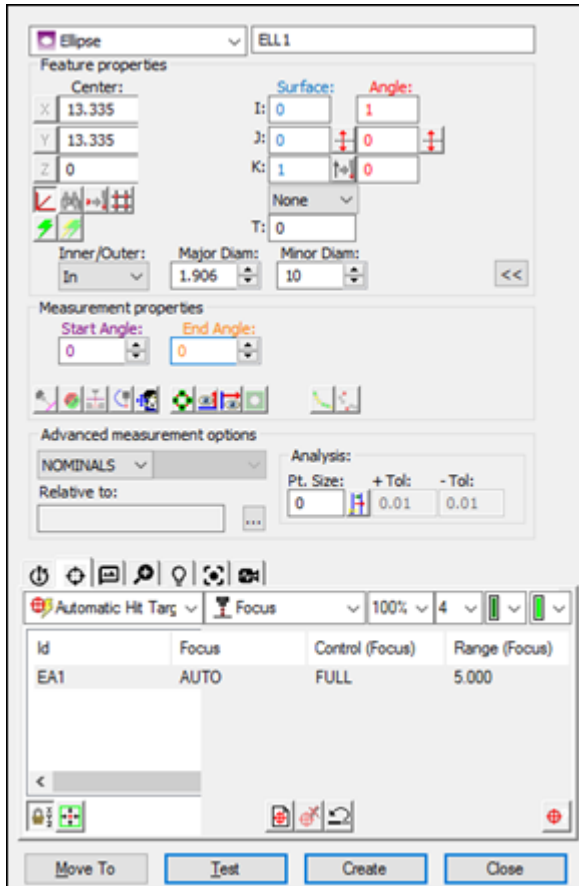 Ellipse ELL1
Feature properties
Center: Surface: Angle:
X 13.335 I: 0 1
Y 13.335 J: 0 0
Z 0 K: 1 0
None
T: 0
Inner/Outer: Major Diam: Minor Diam:
In 1.906 10 <<
Measurement properties
Start Angle: End Angle:
0 0
Advanced measurement options
NOMINALS Analysis:
Relative to: Pt. Size: + Tol: - Tol:
0 0.01 0.01
...
Automatic Hit Targ Focus 100% 4
Id Focus Control (Focus) Range (Focus)
EA1 AUTO FULL 5.000
Move To Test Create Close